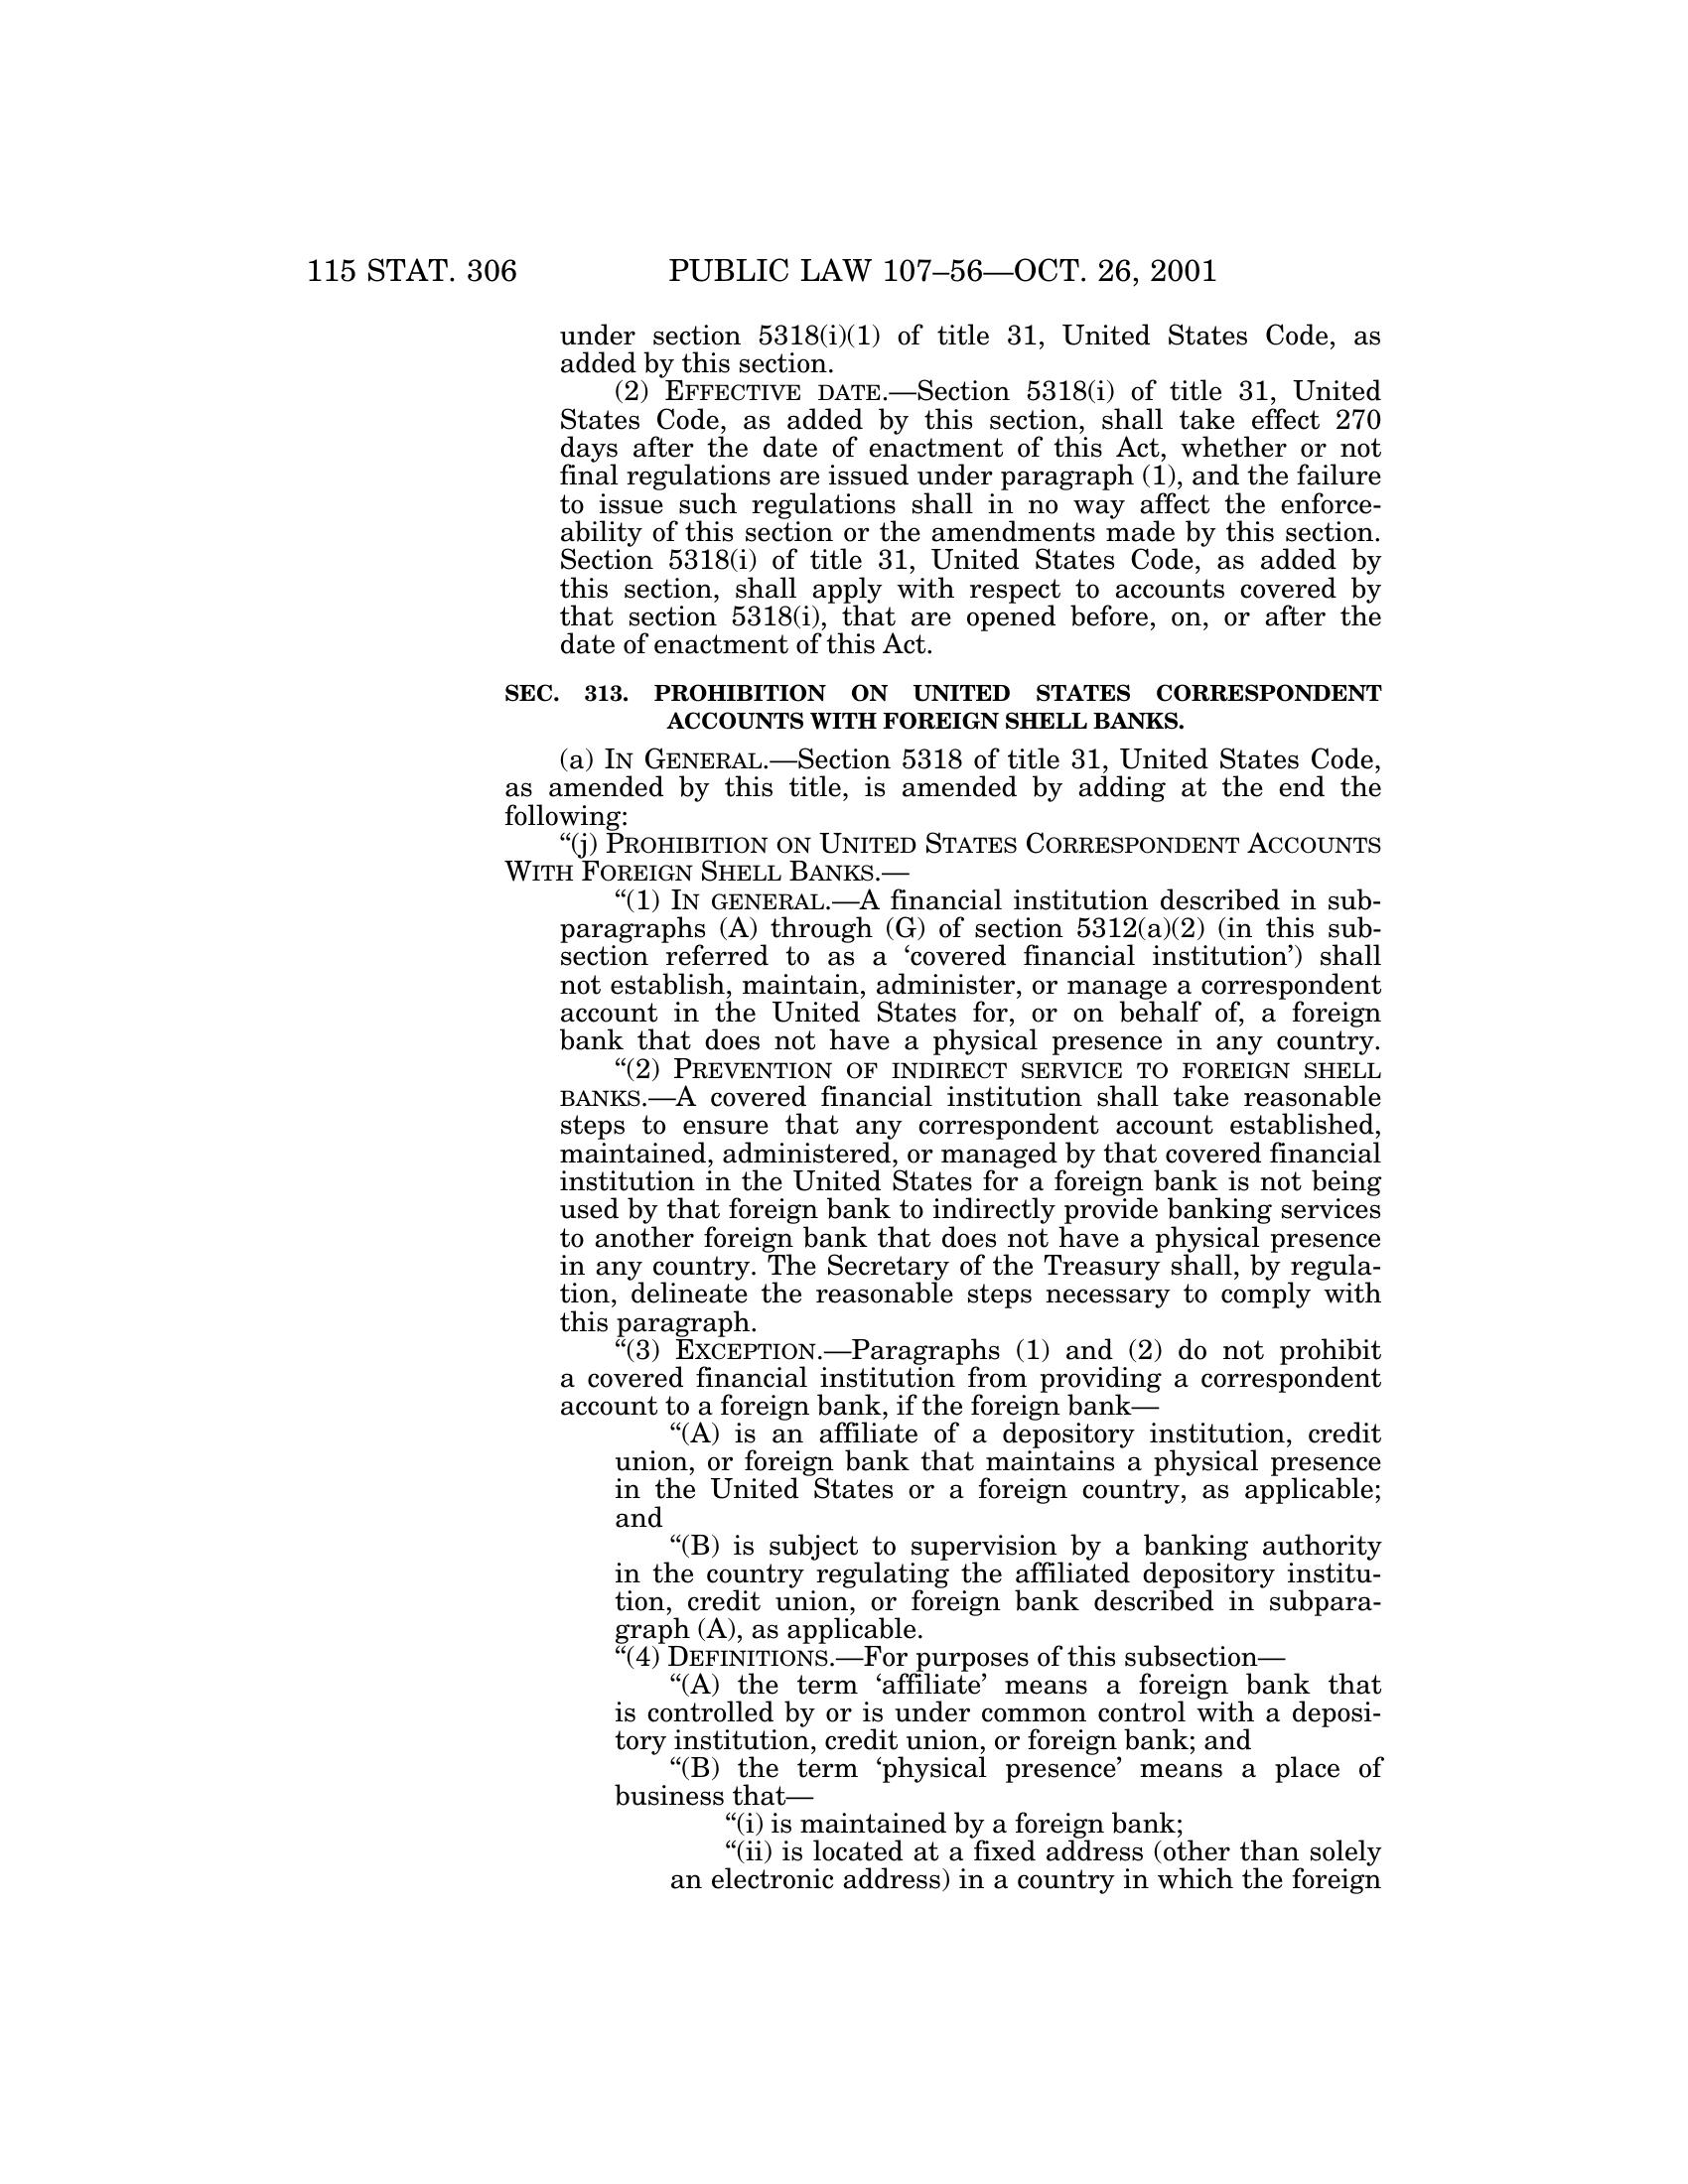 115 STAT. 306 PUBLIC LAW 107–56—OCT. 26, 2001
under section 5318(i)(1) of title 31, United States Code, as
added by this section.
(2) EFFECTIVE DATE.—Section 5318(i) of title 31, United
States Code, as added by this section, shall take effect 270
days after the date of enactment of this Act, whether or not
final regulations are issued under paragraph (1), and the failure
to issue such regulations shall in no way affect the enforce-
ability of this section or the amendments made by this section.
Section 5318(i) of title 31, United States Code, as added by
this section, shall apply with respect to accounts covered by
that section 5318(i), that are opened before, on, or after the
date of enactment of this Act.
SEC. 313. PROHIBITION ON UNITED STATES CORRESPONDENT
ACCOUNTS WITH FOREIGN SHELL BANKS.
(a) IN GENERAL.—Section 5318 of title 31, United States Code,
as amended by this title, is amended by adding at the end the
following:
“(j) PROHIBITION ON UNITED STATES CORRESPONDENT ACCOUNTS
WITH FOREIGN SHELL BANKS.—
“(1) IN GENERAL.—A financial institution described in sub-
paragraphs (A) through (G) of section 5312(a)(2) (in this sub-
section referred to as a ‘covered financial institution’) shall
not establish, maintain, administer, or manage a correspondent
account in the United States for, or on behalf of, a foreign
bank that does not have a physical presence in any country.
“(2) PREVENTION OF INDIRECT SERVICE TO FOREIGN SHELL
BANKS.—A covered financial institution shall take reasonable
steps to ensure that any correspondent account established,
maintained, administered, or managed by that covered financial
institution in the United States for a foreign bank is not being
used by that foreign bank to indirectly provide banking services
to another foreign bank that does not have a physical presence
in any country. The Secretary of the Treasury shall, by regula-
tion, delineate the reasonable steps necessary to comply with
this paragraph.
“(3) EXCEPTION.—Paragraphs (1) and (2) do not prohibit
a covered financial institution from providing a correspondent
account to a foreign bank, if the foreign bank—
“(A) is an affiliate of a depository institution, credit
union, or foreign bank that maintains a physical presence
in the United States or a foreign country, as applicable;
and
“(B) is subject to supervision by a banking authority
in the country regulating the affiliated depository institu-
tion, credit union, or foreign bank described in subpara-
graph (A), as applicable.
“(4) DEFINITIONS.—For purposes of this subsection—
“(A) the term ‘affiliate’ means a foreign bank that
is controlled by or is under common control with a deposi-
tory institution, credit union, or foreign bank; and
“(B) the term ‘physical presence’ means a place of
business that—
“(i) is maintained by a foreign bank;
“(ii) is located at a fixed address (other than solely
an electronic address) in a country in which the foreign